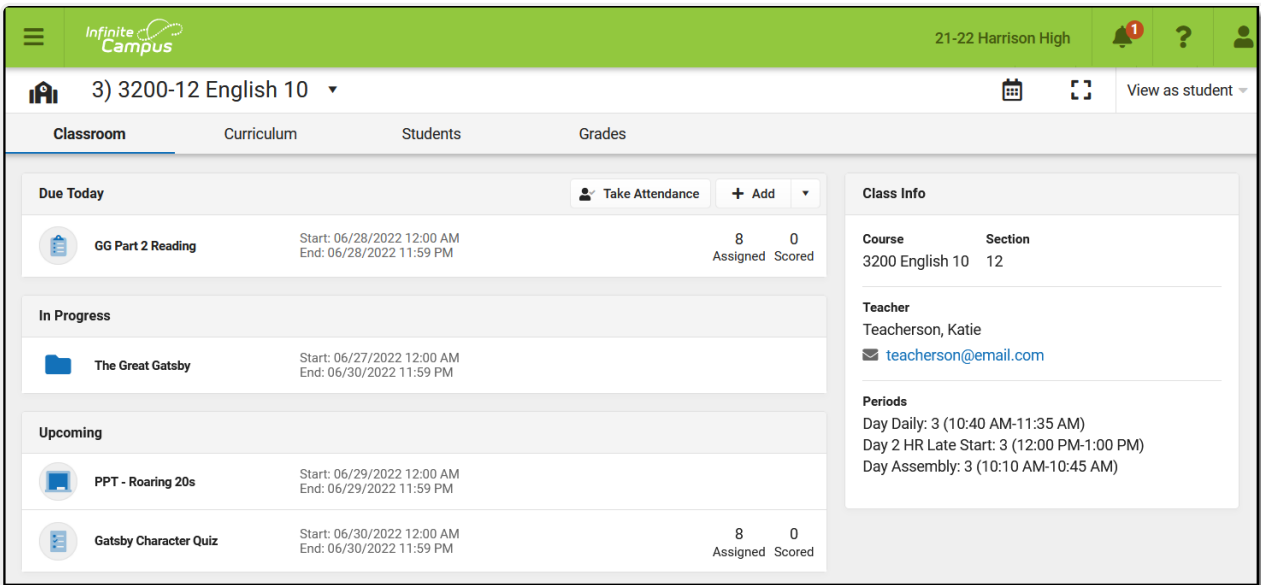 Infinite Campus
21-22 Harrison High
1
?
3) 3200-12 English 10
View as student
Classroom Curriculum Students Grades
Due Today
Take Attendance
+ Add
GG Part 2 Reading
Start: 06/28/2022 12:00 AM
End: 06/28/2022 11:59 PM
8 0
Assigned Scored
In Progress
The Great Gatsby
Start: 06/27/2022 12:00 AM
End: 06/30/2022 11:59 PM
Upcoming
PPT - Roaring 20s
Start: 06/29/2022 12:00 AM
End: 06/29/2022 11:59 PM
Gatsby Character Quiz
Start: 06/30/2022 12:00 AM
End: 06/30/2022 11:59 PM
8 0
Assigned Scored
Class Info
Course Section
3200 English 10 12
Teacher
Teacherson, Katie
teacherson@email.com
Periods
Day Daily: 3 (10:40 AM-11:35 AM)
Day 2 HR Late Start: 3 (12:00 PM-1:00 PM)
Day Assembly: 3 (10:10 AM-10:45 AM)